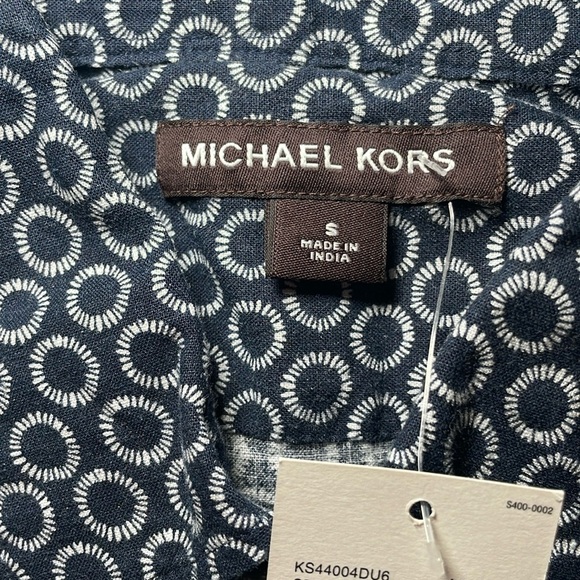 MICHAEL KORS
S
MADE IN
INDIA
S400-0002
KS44004DU6